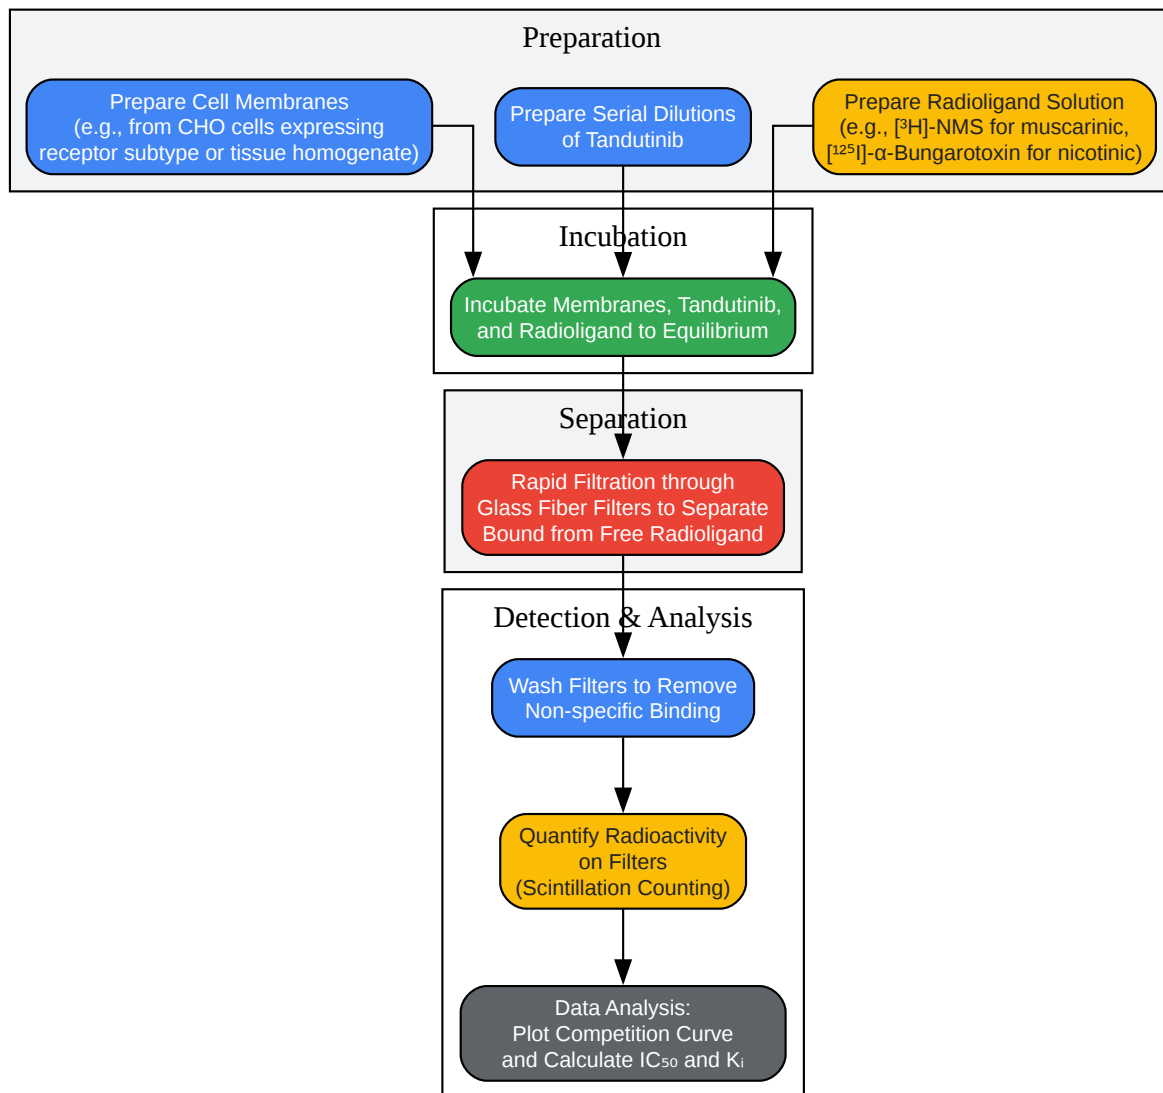 Preparation
Prepare Cell Membranes
(e.g., from CHO cells expressing
receptor subtype or tissue homogenate)
Prepare Serial Dilutions
of Tandutinib
Prepare Radioligand Solution
(e.g., [³H]-NMS for muscarinic,
[¹²⁵I]-α-Bungarotoxin for nicotinic)
Incubation
Incubate Membranes, Tandutinib,
and Radioligand to Equilibrium
Separation
Rapid Filtration through
Glass Fiber Filters to Separate
Bound from Free Radioligand
Detection & Analysis
Wash Filters to Remove
Non-specific Binding
Quantify Radioactivity
on Filters
(Scintillation Counting)
Data Analysis:
Plot Competition Curve
and Calculate IC₅₀ and Kᵢ